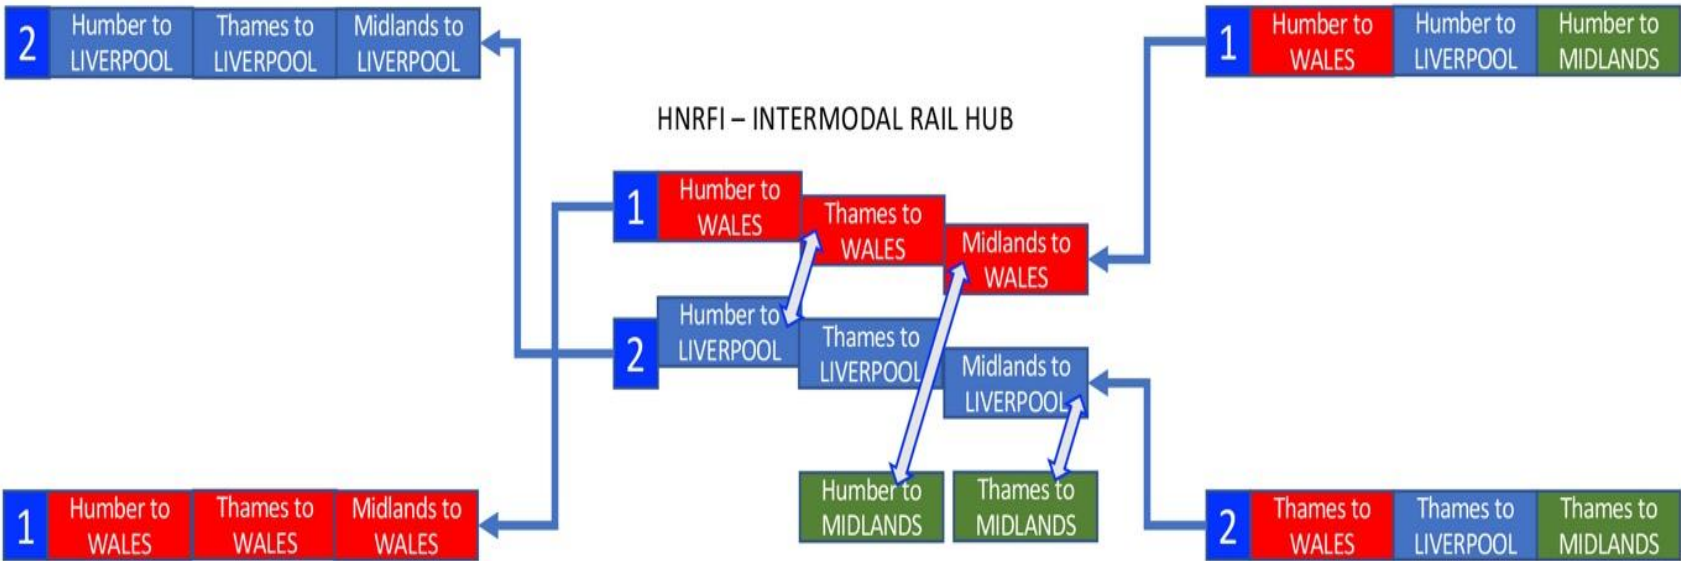 2
Humber to
LIVERPOOL
Thames to
LIVERPOOL
Midlands to
LIVERPOOL
1
Humber to
WALES
Humber to
LIVERPOOL
Humber to
MIDLANDS
HNRFI – INTERMODAL RAIL HUB
1
Humber to
WALES
Thames to
WALES
Midlands to
WALES
2
Humber to
LIVERPOOL
Thames to
LIVERPOOL
Midlands to
LIVERPOOL
Humber to
MIDLANDS
Thames to
MIDLANDS
1
Humber to
WALES
Thames to
WALES
Midlands to
WALES
2
Thames to
WALES
Thames to
LIVERPOOL
Thames to
MIDLANDS